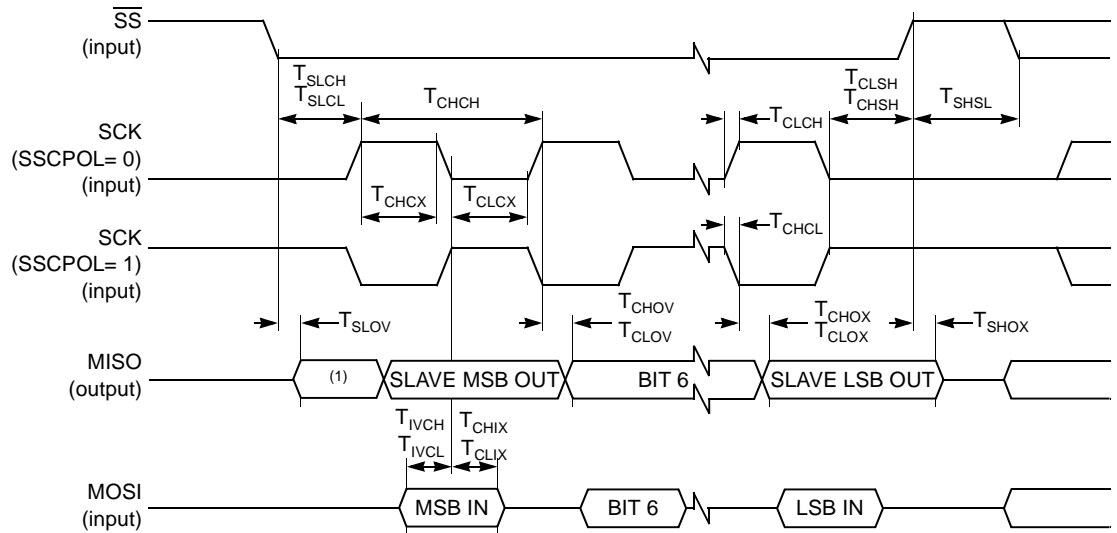 SS
(input)
T_SLCH
T_SLCL
T_CHCH
T_CLCH
T_CLSH
T_CHSH
T_SHSL
SCK
(SSCPOL= 0)
(input)
T_CHCX
T_CLCX
T_CHCL
SCK
(SSCPOL= 1)
(input)
T_SLOV
T_CHOV
T_CLOV
T_CHOX
T_CLOX
T_SHOX
MISO
(output)
(1)
SLAVE MSB OUT
BIT 6
SLAVE LSB OUT
T_IVCH
T_IVCL
T_CHIX
T_CLIX
MOSI
(input)
MSB IN
BIT 6
LSB IN